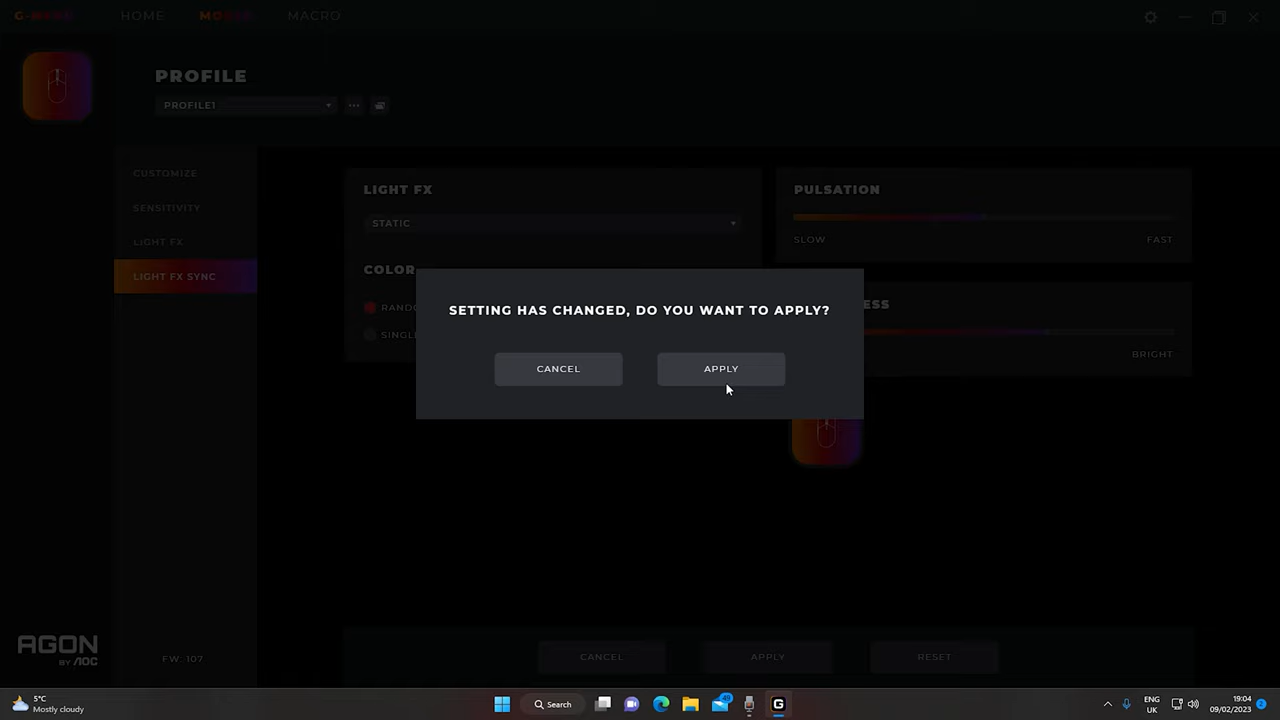 HOME
MACRO
PROFILE
PROFILE1
CUSTOMIZE
SENSITIVITY
LIGHT FX
LIGHT FX SYNC
LIGHT FX
STATIC
COLOR
PULSATION
SLOW
FAST
BRIGHT
SETTING HAS CHANGED, DO YOU WANT TO APPLY?
CANCEL
APPLY
AGON
BY AOC
FW: 107
CANCEL
APPLY
RESET
5°C
Mostly cloudy
Search
G
ENG
UK
19:04
09/02/2023
2